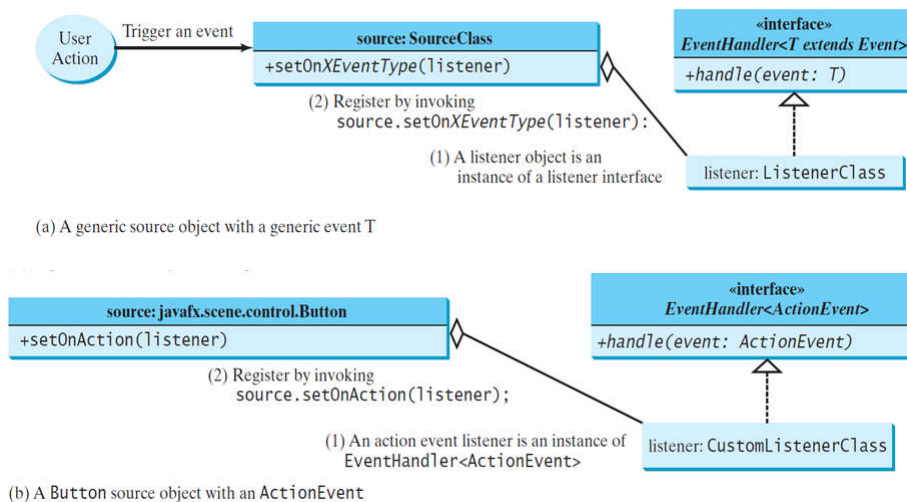 User
Action
Trigger an event
source: SourceClass
+setOnXEventType(listener)
«interface»
EventHandler<T extends Event>
+handle(event: T)
(2) Register by invoking
source.setOnXEventType(listener):
(1) A listener object is an
instance of a listener interface
listener: ListenerClass
(a) A generic source object with a generic event T
source: javafx.scene.control.Button
+setOnAction(listener)
«interface»
EventHandler<ActionEvent>
+handle(event: ActionEvent)
(2) Register by invoking
source.setOnAction(listener);
(1) An action event listener is an instance of
EventHandler<ActionEvent>
listener: CustomListenerClass
(b) A Button source object with an ActionEvent